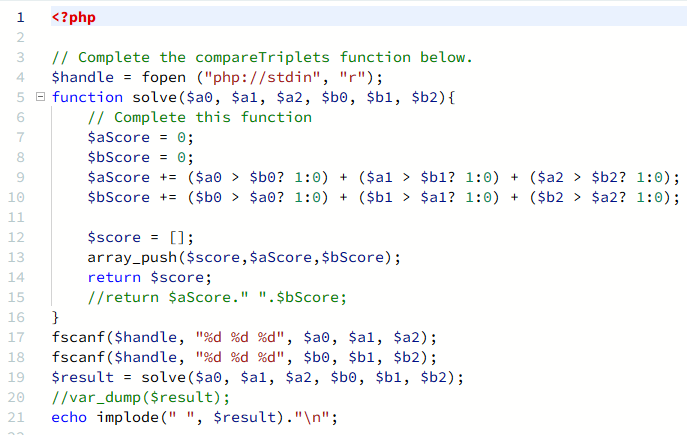 1 <?php
2
3 // Complete the compareTriplets function below.
4 $handle = fopen ("php://stdin", "r");
5 function solve($a0, $a1, $a2, $b0, $b1, $b2){
6 // Complete this function
7 $aScore = 0;
8 $bScore = 0;
9 $aScore += ($a0 > $b0? 1:0) + ($a1 > $b1? 1:0) + ($a2 > $b2? 1:0);
10 $bScore += ($b0 > $a0? 1:0) + ($b1 > $a1? 1:0) + ($b2 > $a2? 1:0);
11
12 $score = [];
13 array_push($score,$aScore,$bScore);
14 return $score;
15 //return $aScore." ".$bScore;
16 }
17 fscanf($handle, "%d %d %d", $a0, $a1, $a2);
18 fscanf($handle, "%d %d %d", $b0, $b1, $b2);
19 $result = solve($a0, $a1, $a2, $b0, $b1, $b2);
20 //var_dump($result);
21 echo implode(" ", $result)."\n";